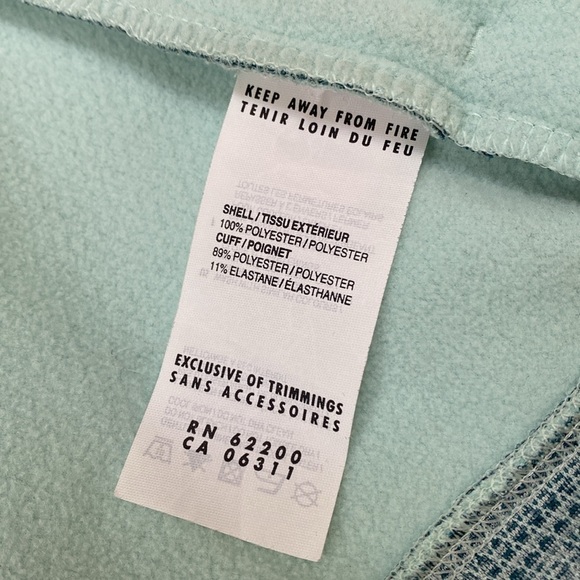 KEEP AWAY FROM FIRE
TENIR LOIN DU FEU
SHELL/TISSU EXTÉRIEUR
100% POLYESTER/POLYESTER
CUFF/POIGNET
89% POLYESTER/POLYESTER
11% ELASTANE/ÉLASTHANNE
EXCLUSIVE OF TRIMMINGS
SANS ACCESSOIRES
RN 62200
CA 06311